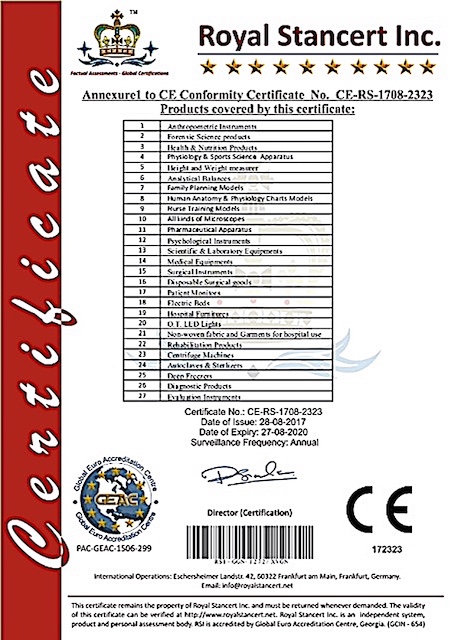 Certificate
PAC
Factual Assessments - Global Certifications
Royal Stancert Inc.
Annexure1 to CE Conformity Certificate No. CE-RS-1708-2323
Products covered by this certificate:
1 Anthropometric Instruments
2 Forensic Science products
3 Health & Nutrition Products
4 Physiology & Sports Science Apparatus
5 Height and Weight measurer
6 Analytical Balances
7 Family Planning Models
8 Human Anatomy & Physiology Charts Models
9 Nurse Training Models
10 All kinds of Microscopes
11 Pharmaceutical Apparatus
12 Psychological Instruments
13 Scientific & Laboratory Equipments
14 Medical Equipments
15 Surgical Instruments
16 Disposable Surgical goods
17 Patient Monitors
18 Electric Beds
19 Hospital Furnitures
20 O.T. LED Lights
21 Non-woven fabric and Garments for hospital use
22 Rehabilitation Products
23 Centrifuge Machines
24 Autoclaves & Sterilizers
25 Deep Freezers
26 Diagnostic Products
27 Evaluation Instruments
Certificate No.: CE-RS-1708-2323
Date of Issue: 28-08-2017
Date of Expiry: 27-08-2020
Surveillance Frequency: Annual
Global Euro Accreditation Centre
GEAC
Global Euro Accreditation Centre
PAC-GEAC-1506-299
Director (Certification)
CE
172323
International Operations: Eschersheimer Landstr. 42, 60322 Frankfurt am Main, Frankfurt, Germany.
Email: info@royalstancert.net
This certificate remains the property of Royal Stancert Inc. and must be returned whenever demanded. The validity
of this certificate can be verified at http://www.royalstancert.net. Royal Stancert Inc. is an independent system,
product and personal assessment body. RSI is accredited by Global Euro Accreditation Centre, Georgia. (GCIN - 654)